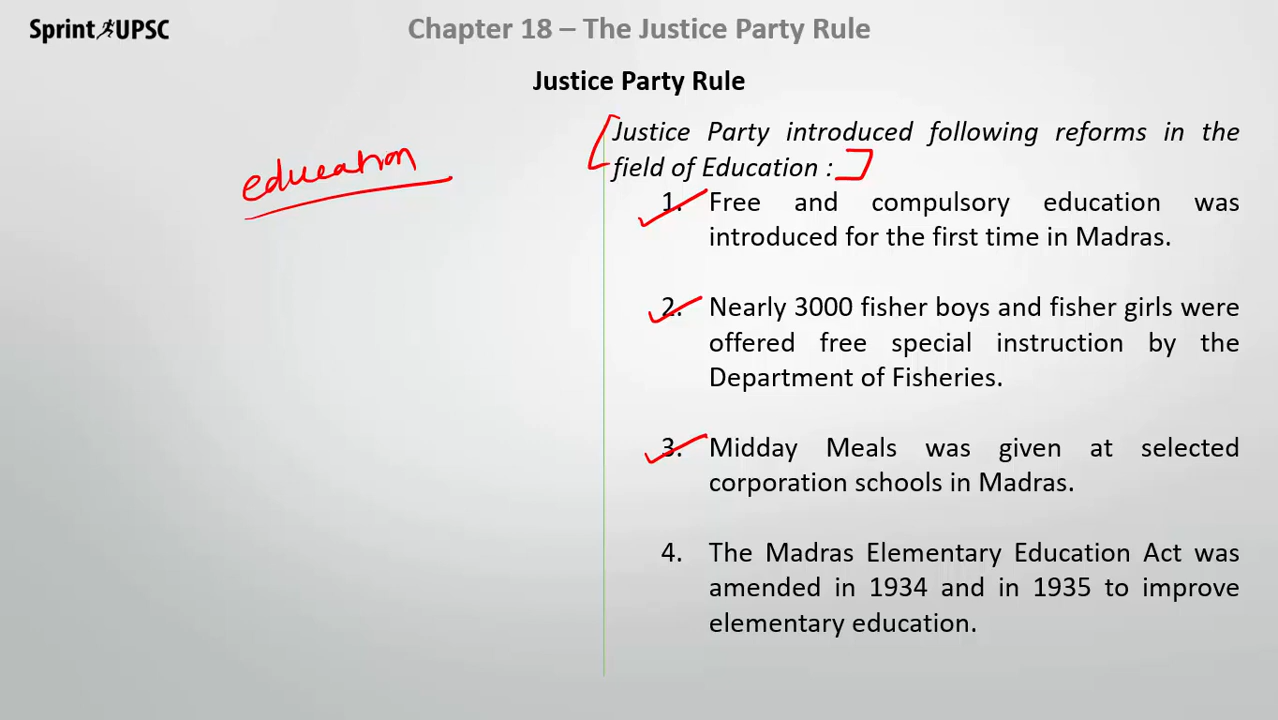 Sprint UPSC
Chapter 18 – The Justice Party Rule
Justice Party Rule
education
Justice Party introduced following reforms in the
field of Education :
1. Free and compulsory education was
introduced for the first time in Madras.
2. Nearly 3000 fisher boys and fisher girls were
offered free special instruction by the
Department of Fisheries.
3. Midday Meals was given at selected
corporation schools in Madras.
4. The Madras Elementary Education Act was
amended in 1934 and in 1935 to improve
elementary education.